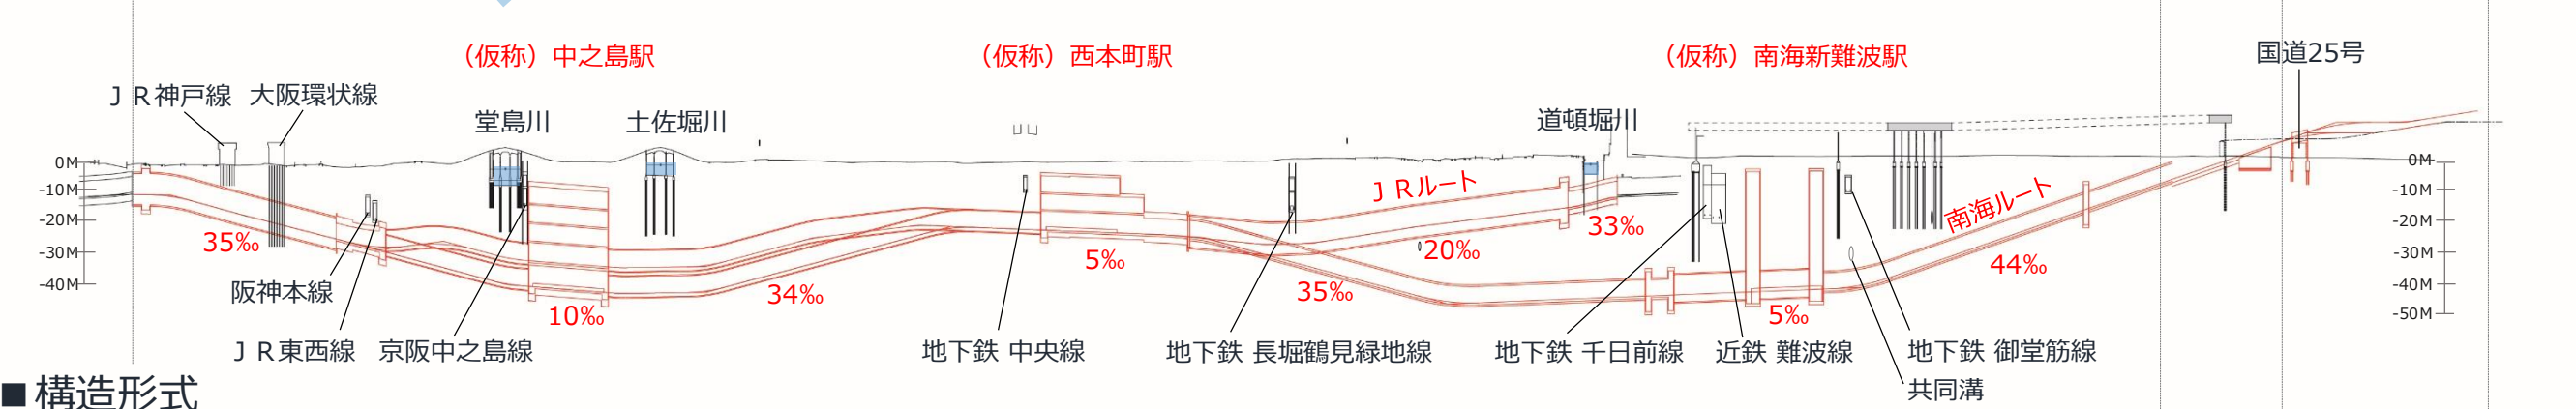 （仮称）中之島駅
（仮称）西本町駅
（仮称）南海新難波駅
国道25号
ＪＲ神戸線
大阪環状線
堂島川
土佐堀川
道頓堀川
0M
-10M
-20M
-30M
-40M
0M
-10M
-20M
-30M
-40M
-50M
ＪＲルート
南海ルート
35‰
10‰
34‰
5‰
35‰
20‰
33‰
5‰
44‰
阪神本線
ＪＲ東西線
京阪中之島線
地下鉄 中央線
地下鉄 長堀鶴見緑地線
地下鉄 千日前線
近鉄 難波線
地下鉄 御堂筋線
共同溝
■構造形式